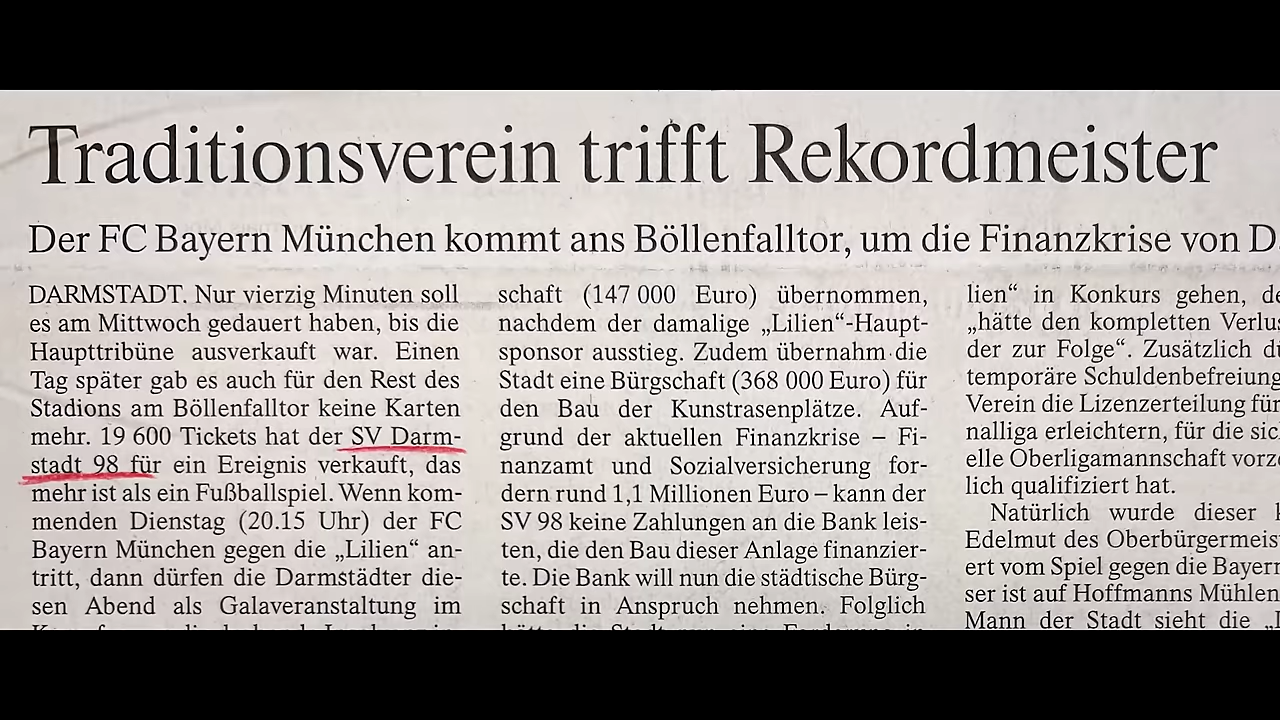 Traditionsverein trifft Rekordmeister
Der FC Bayern München kommt ans Böllenfalltor, um die Finanzkrise von D
DARMSTADT. Nur vierzig Minuten soll
es am Mittwoch gedauert haben, bis die
Haupttribüne ausverkauft war. Einen
Tag später gab es auch für den Rest des
Stadions am Böllenfalltor keine Karten
mehr. 19 600 Tickets hat der SV Darm-
stadt 98 für ein Ereignis verkauft, das
mehr ist als ein Fußballspiel. Wenn kom-
menden Dienstag (20.15 Uhr) der FC
Bayern München gegen die „Lilien“ an-
tritt, dann dürfen die Darmstädter die-
sen Abend als Galaveranstaltung im
schaft (147 000 Euro) übernommen,
nachdem der damalige „Lilien“-Haupt-
sponsor ausstieg. Zudem übernahm die
Stadt eine Bürgschaft (368 000 Euro) für
den Bau der Kunstrasenplätze. Auf-
grund der aktuellen Finanzkrise – Fi-
nanzamt und Sozialversicherung for-
dern rund 1,1 Millionen Euro – kann der
SV 98 keine Zahlungen an die Bank leis-
ten, die den Bau dieser Anlage finanzier-
te. Die Bank will nun die städtische Bürg-
schaft in Anspruch nehmen. Folglich
lien“ in Konkurs gehen, de
„hätte den kompletten Verlus
der zur Folge“. Zusätzlich dü
temporäre Schuldenbefreiung
Verein die Lizenzerteilung für
nalliga erleichtern, für die sic
elle Oberligamannschaft vorze
lich qualifiziert hat.
Natürlich wurde dieser k
Edelmut des Oberbürgermeist
ert vom Spiel gegen die Bayern
ser ist auf Hoffmanns Mühlen
Mann der Stadt sieht die „L